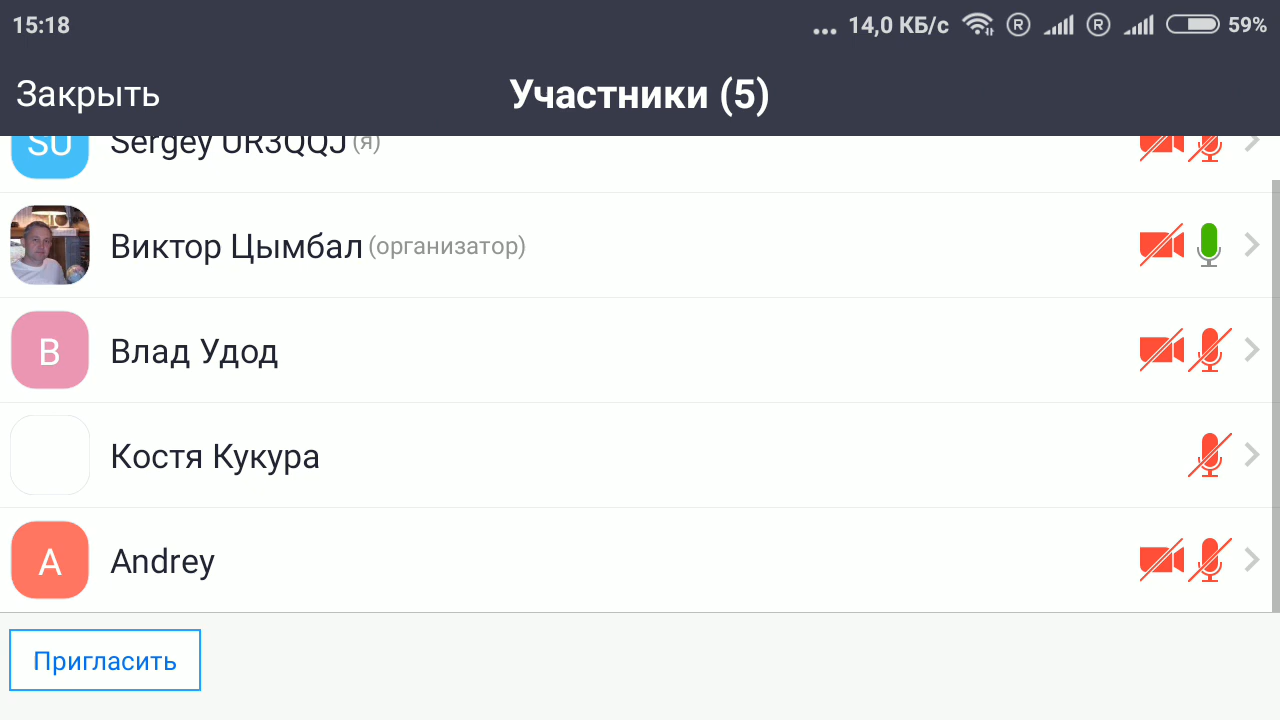 15:18 ... 14,0 КБ/с R R 59%
Закрыть Участники (5)
SU Sergey UR3QQJ (я)
Виктор Цымбал (организатор)
В Влад Удод
Костя Кукура
A Andrey
Пригласить